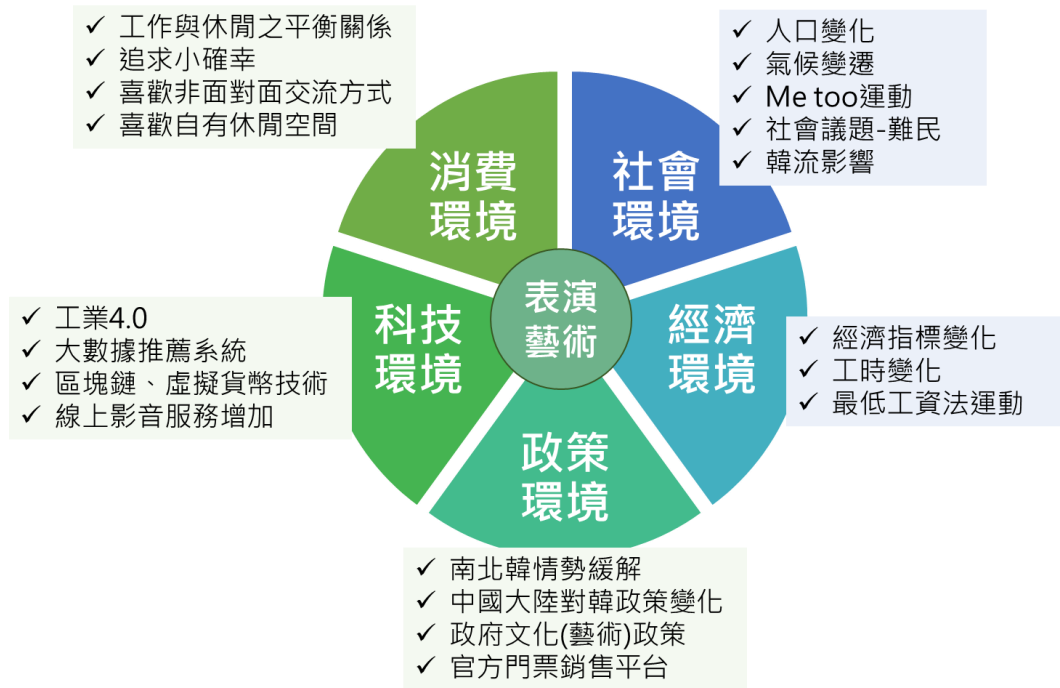 ✓ 工作與休閒之平衡關係
✓ 追求小確幸
✓ 喜歡非面對面交流方式
✓ 喜歡自有休閒空間
✓ 人口變化
✓ 氣候變遷
✓ Me too運動
✓ 社會議題-難民
✓ 韓流影響
消費
環境
社會
環境
表演
藝術
科技
環境
經濟
環境
✓ 工業4.0
✓ 大數據推薦系統
✓ 區塊鏈、虛擬貨幣技術
✓ 線上影音服務增加
✓ 經濟指標變化
✓ 工時變化
✓ 最低工資法運動
政策
環境
✓ 南北韓情勢緩解
✓ 中國大陸對韓政策變化
✓ 政府文化(藝術)政策
✓ 官方門票銷售平台